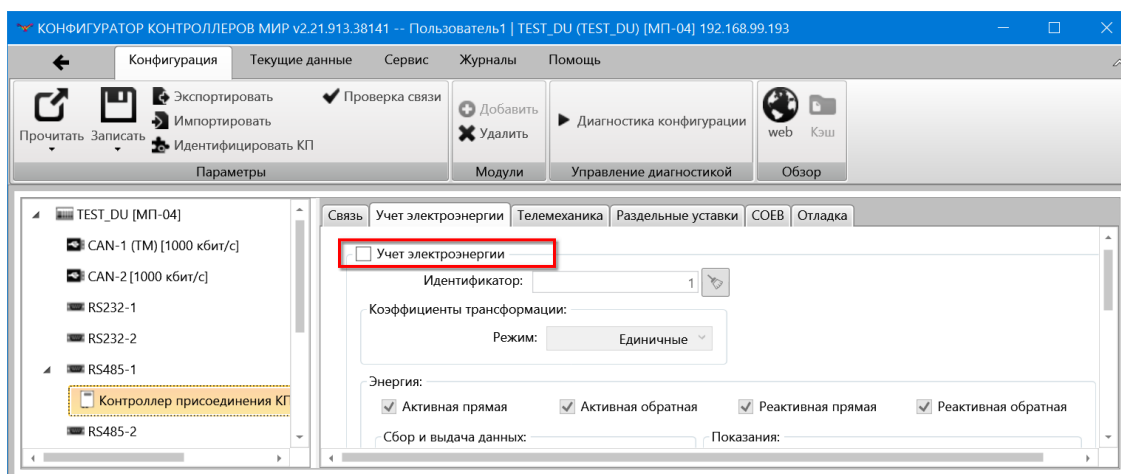 КОНФИГУРАТОР КОНТРОЛЛЕРОВ МИР v2.21.913.38141 -- Пользователь1 | TEST_DU (TEST_DU) [МП-04] 192.168.99.193
Конфигурация Текущие данные Сервис Журналы Помощь
Прочитать Записать
Экспортировать
Импортировать
Идентифицировать КП
Проверка связи
Параметры
Добавить
Удалить
Модули
Диагностика конфигурации
Управление диагностикой
web Кэш
Обзор
TEST_DU [МП-04]
CAN-1 (ТМ) [1000 кбит/с]
CAN-2 [1000 кбит/с]
RS232-1
RS232-2
RS485-1
Контроллер присоединения КП
RS485-2
Связь Учет электроэнергии Телемеханика Раздельные уставки СОЕВ Отладка
Учет электроэнергии
Идентификатор: 1
Коэффициенты трансформации:
Режим: Единичные
Энергия:
Активная прямая Активная обратная Реактивная прямая Реактивная обратная
Сбор и выдача данных: Показания: